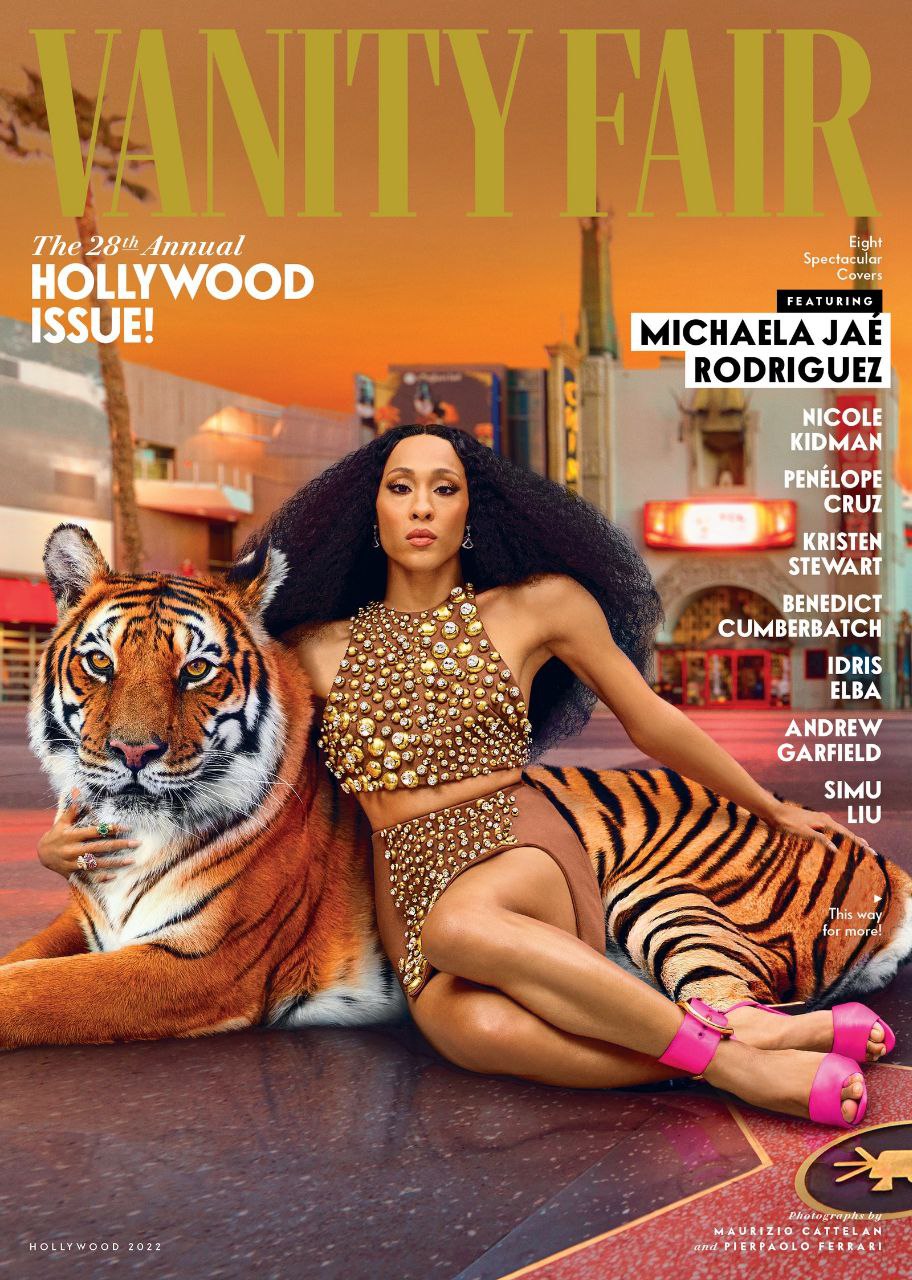 VANITY FAIR
The 28th Annual
HOLLYWOOD
ISSUE!
Eight
Spectacular
Covers
FEATURING
MICHAELA JAÉ
RODRIGUEZ
NICOLE
KIDMAN
PENÉLOPE
CRUZ
KRISTEN
STEWART
BENEDICT
CUMBERBATCH
IDRIS
ELBA
ANDREW
GARFIELD
SIMU
LIU
This way
for more!
Photographs by
MAURIZIO CATTELAN
and PIERPAOLO FERRARI
HOLLYWOOD 2022